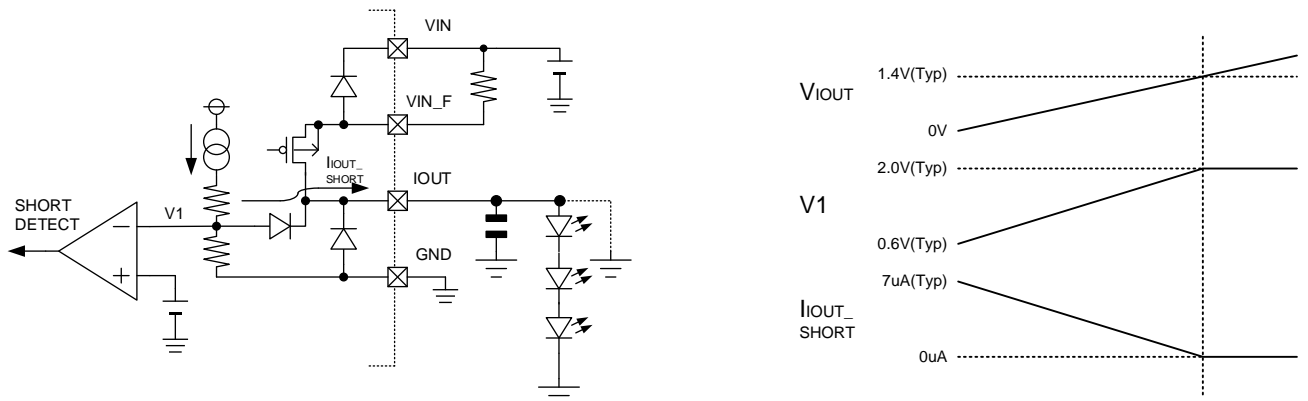 VIN
VIN_F
IIOUT_
SHORT
IOUT
SHORT
DETECT
V1
−
+
GND
VIOUT
1.4V(Typ)
0V
2.0V(Typ)
V1
0.6V(Typ)
7uA(Typ)
IIOUT_
SHORT
0uA